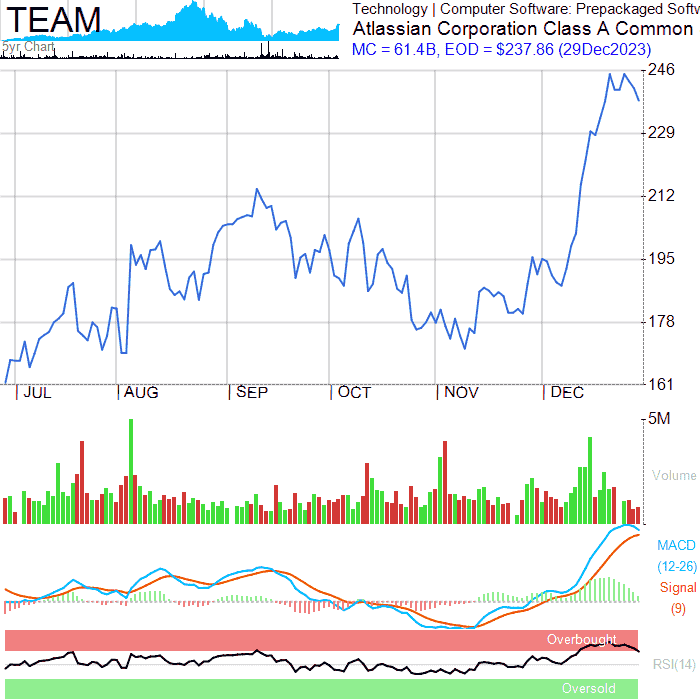 TEAM
5yr Chart
Technology | Computer Software: Prepackaged Softw
Atlassian Corporation Class A Common
MC = 61.4B, EOD = $237.86 (29Dec2023)
246
229
212
195
178
161
JUL AUG SEP OCT NOV DEC
5M
Volume
MACD
(12-26)
Signal
(9)
Overbought
RSI(14)
Oversold